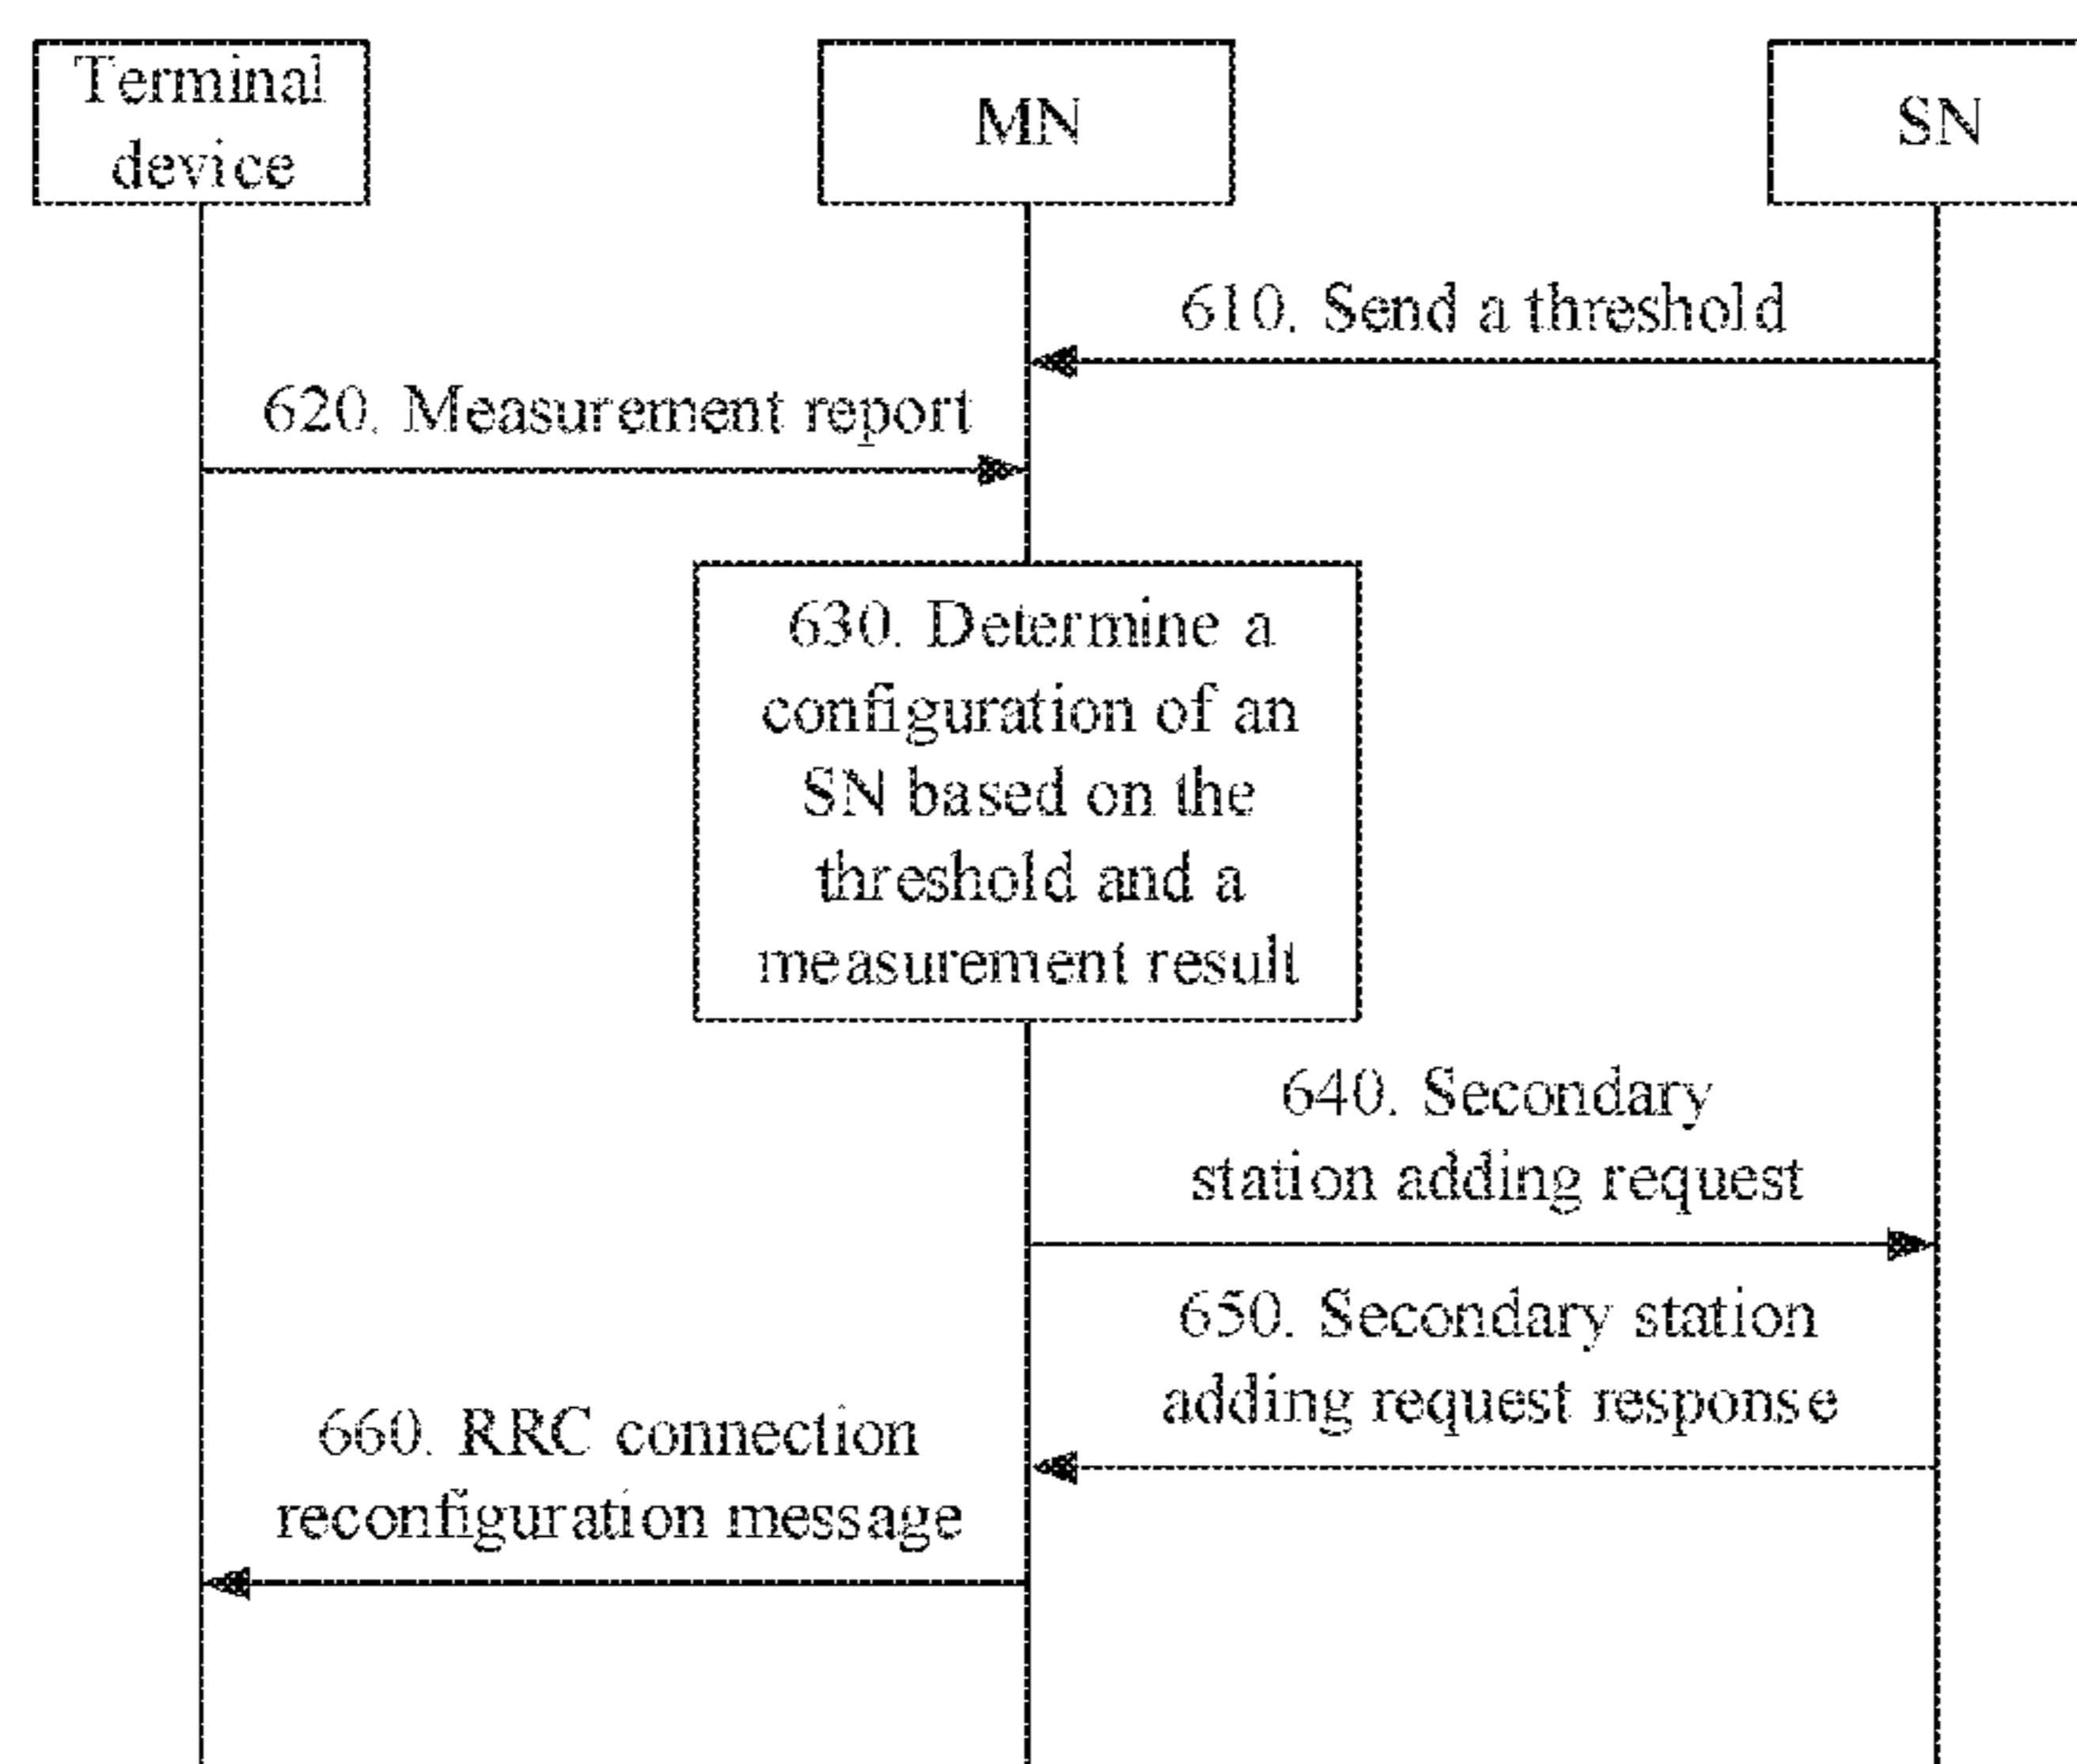 Terminal
device
MN
SN
610. Send a threshold
620. Measurement report
630. Determine a
configuration of an
SN based on the
threshold and a
measurement result
640. Secondary
station adding request
650. Secondary station
adding request response
660. RRC connection
reconfiguration message